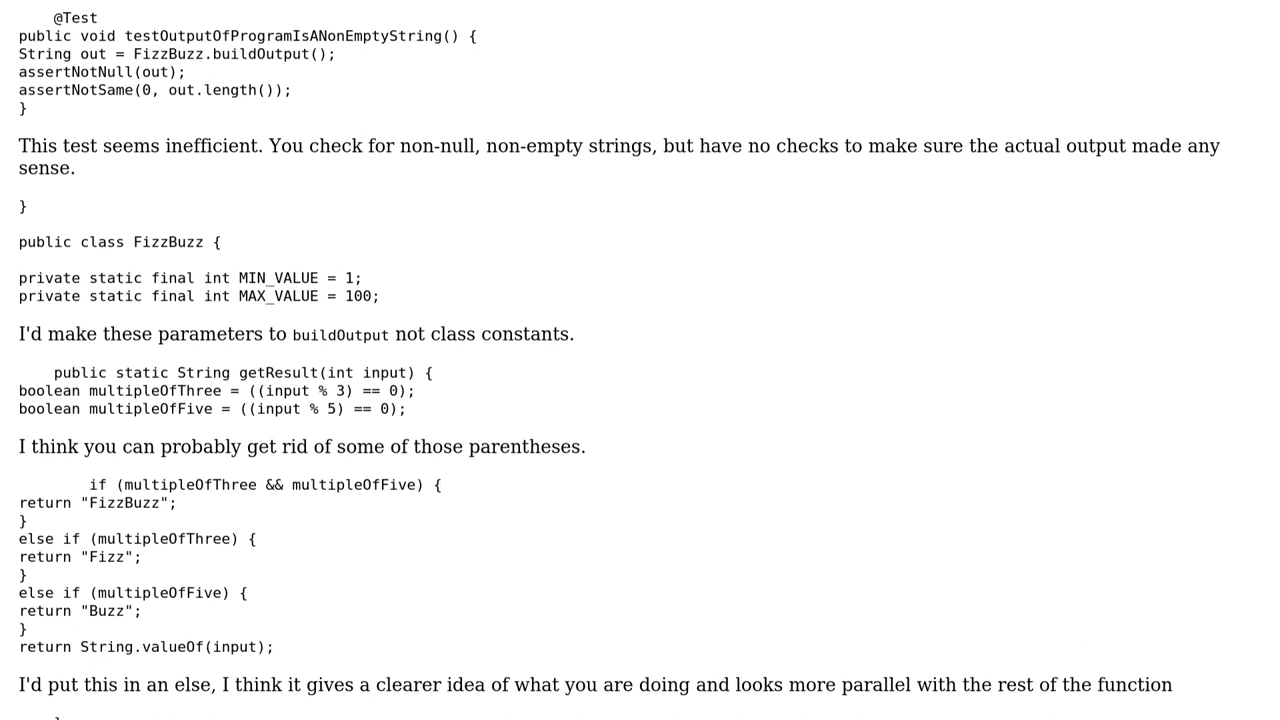 @Test
public void testOutputOfProgramIsANonEmptyString() {
String out = FizzBuzz.buildOutput();
assertNotNull(out);
assertNotSame(0, out.length());
}
This test seems inefficient. You check for non-null, non-empty strings, but have no checks to make sure the actual output made any
sense.
}
public class FizzBuzz {
private static final int MIN_VALUE = 1;
private static final int MAX_VALUE = 100;
I'd make these parameters to buildOutput not class constants.
public static String getResult(int input) {
boolean multipleOfThree = ((input % 3) == 0);
boolean multipleOfFive = ((input % 5) == 0);
I think you can probably get rid of some of those parentheses.
if (multipleOfThree && multipleOfFive) {
return "FizzBuzz";
}
else if (multipleOfThree) {
return "Fizz";
}
else if (multipleOfFive) {
return "Buzz";
}
return String.valueOf(input);
I'd put this in an else, I think it gives a clearer idea of what you are doing and looks more parallel with the rest of the function